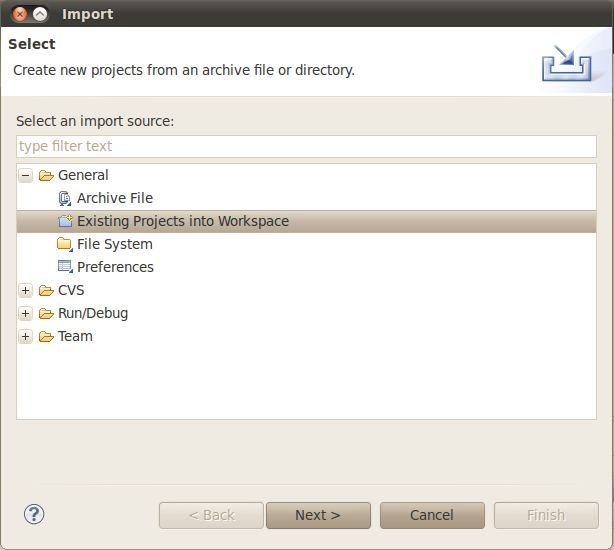 Import
Select
Create new projects from an archive file or directory.
Select an import source:
type filter text
General
Archive File
Existing Projects into Workspace
File System
Preferences
CVS
Run/Debug
Team
< Back
Next >
Cancel
Finish